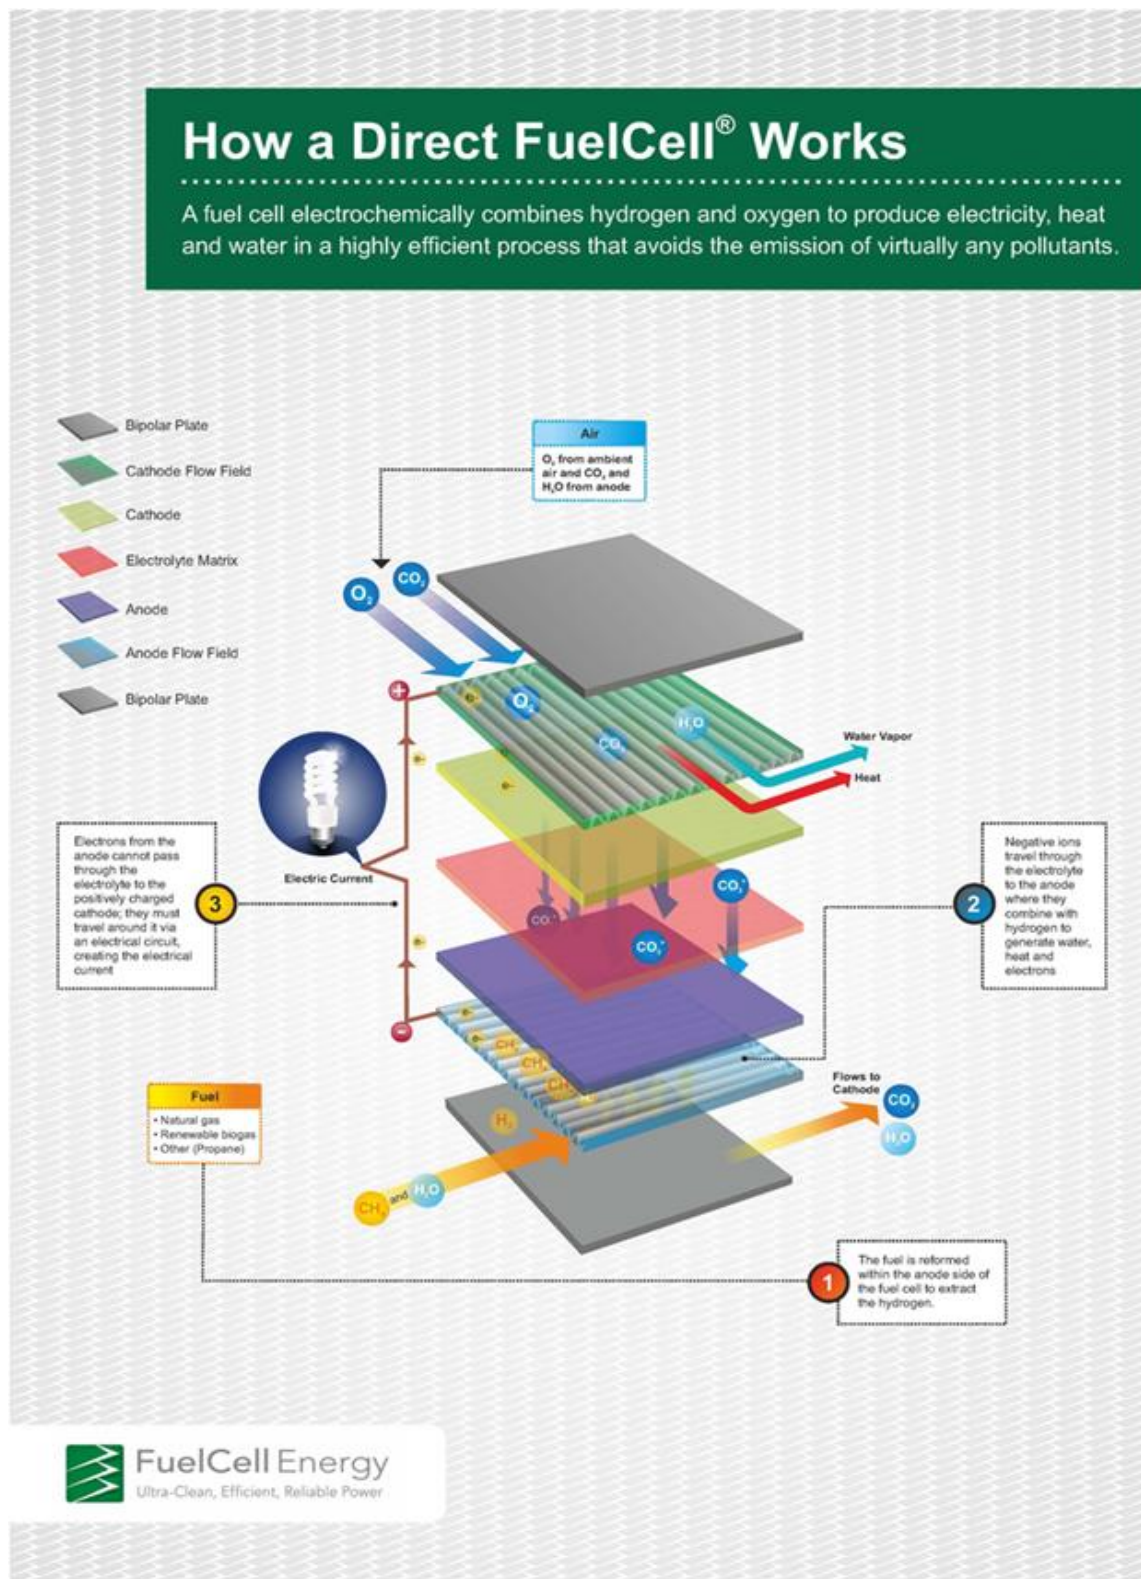 How a Direct FuelCell® Works
A fuel cell electrochemically combines hydrogen and oxygen to produce electricity, heat
and water in a highly efficient process that avoids the emission of virtually any pollutants.
Bipolar Plate
Cathode Flow Field
Cathode
Electrolyte Matrix
Anode
Anode Flow Field
Bipolar Plate
Air
O₂ from ambient
air and CO₂ and
H₂O from anode
O₂
CO₂
+
e-
O₂
CO₂
H₂O
Water Vapor
Heat
e-
e-
Electric Current
Electrons from the
anode cannot pass
through the
electrolyte to the
positively charged
cathode; they must
travel around it via
an electrical circuit,
creating the electrical
current
3
Negative ions
travel through
the electrolyte
to the anode
where they
combine with
hydrogen to
generate water,
heat and
electrons
2
e-
-
e-
e-
H₂
Fuel
• Natural gas
• Renewable biogas
• Other (Propane)
and
H₂O
Flows to
Cathode
CO₂
H₂O
1
The fuel is reformed
within the anode side of
the fuel cell to extract
the hydrogen.
FuelCell Energy
Ultra-Clean, Efficient, Reliable Power